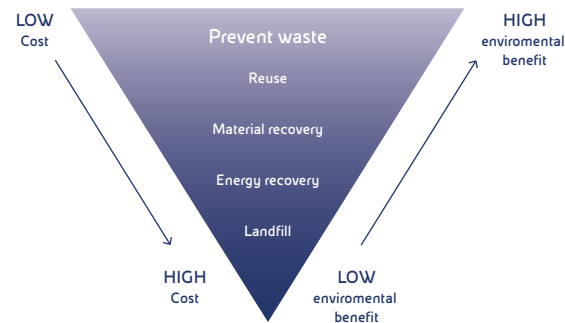 LOW
Cost
Prevent waste
HIGH
enviromental
benefit
Reuse
Material recovery
Energy recovery
Landfill
HIGH
Cost
LOW
enviromental
benefit